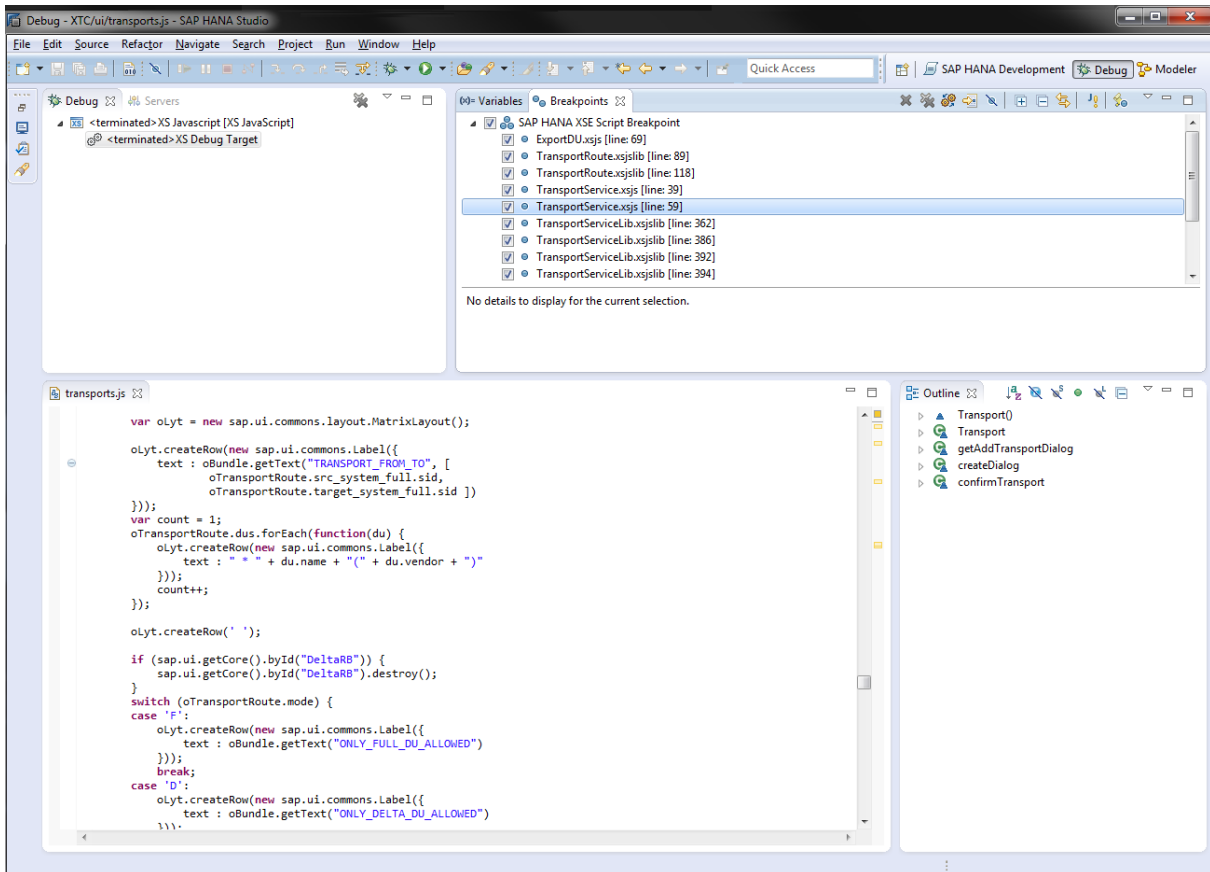 Debug - XTC/ui/transports.js - SAP HANA Studio
File Edit Source Refactor Navigate Search Project Run Window Help
Quick Access
SAP HANA Development Debug Modeler
Debug Servers
<terminated>XS Javascript [XS JavaScript]
<terminated>XS Debug Target
(x)= Variables Breakpoints
SAP HANA XSE Script Breakpoint
ExportDU.xsjs [line: 69]
TransportRoute.xsjslib [line: 89]
TransportRoute.xsjslib [line: 118]
TransportService.xsjs [line: 39]
TransportService.xsjs [line: 59]
TransportServiceLib.xsjslib [line: 362]
TransportServiceLib.xsjslib [line: 386]
TransportServiceLib.xsjslib [line: 392]
TransportServiceLib.xsjslib [line: 394]
No details to display for the current selection.
transports.js
var oLyt = new sap.ui.commons.layout.MatrixLayout();
oLyt.createRow(new sap.ui.commons.Label({
text : oBundle.getText("TRANSPORT_FROM_TO", [
oTransportRoute.src_system_full.sid,
oTransportRoute.target_system_full.sid ])
}));
var count = 1;
oTransportRoute.dus.forEach(function(du) {
oLyt.createRow(new sap.ui.commons.Label({
text : " * " + du.name + "(" + du.vendor + ")"
}));
count++;
});
oLyt.createRow(' ');
if (sap.ui.getCore().byId("DeltaRB")) {
sap.ui.getCore().byId("DeltaRB").destroy();
}
switch (oTransportRoute.mode) {
case 'F':
oLyt.createRow(new sap.ui.commons.Label({
text : oBundle.getText("ONLY_FULL_DU_ALLOWED")
}));
break;
case 'D':
oLyt.createRow(new sap.ui.commons.Label({
text : oBundle.getText("ONLY_DELTA_DU_ALLOWED")
}));
Outline
Transport()
Transport
getAddTransportDialog
createDialog
confirmTransport